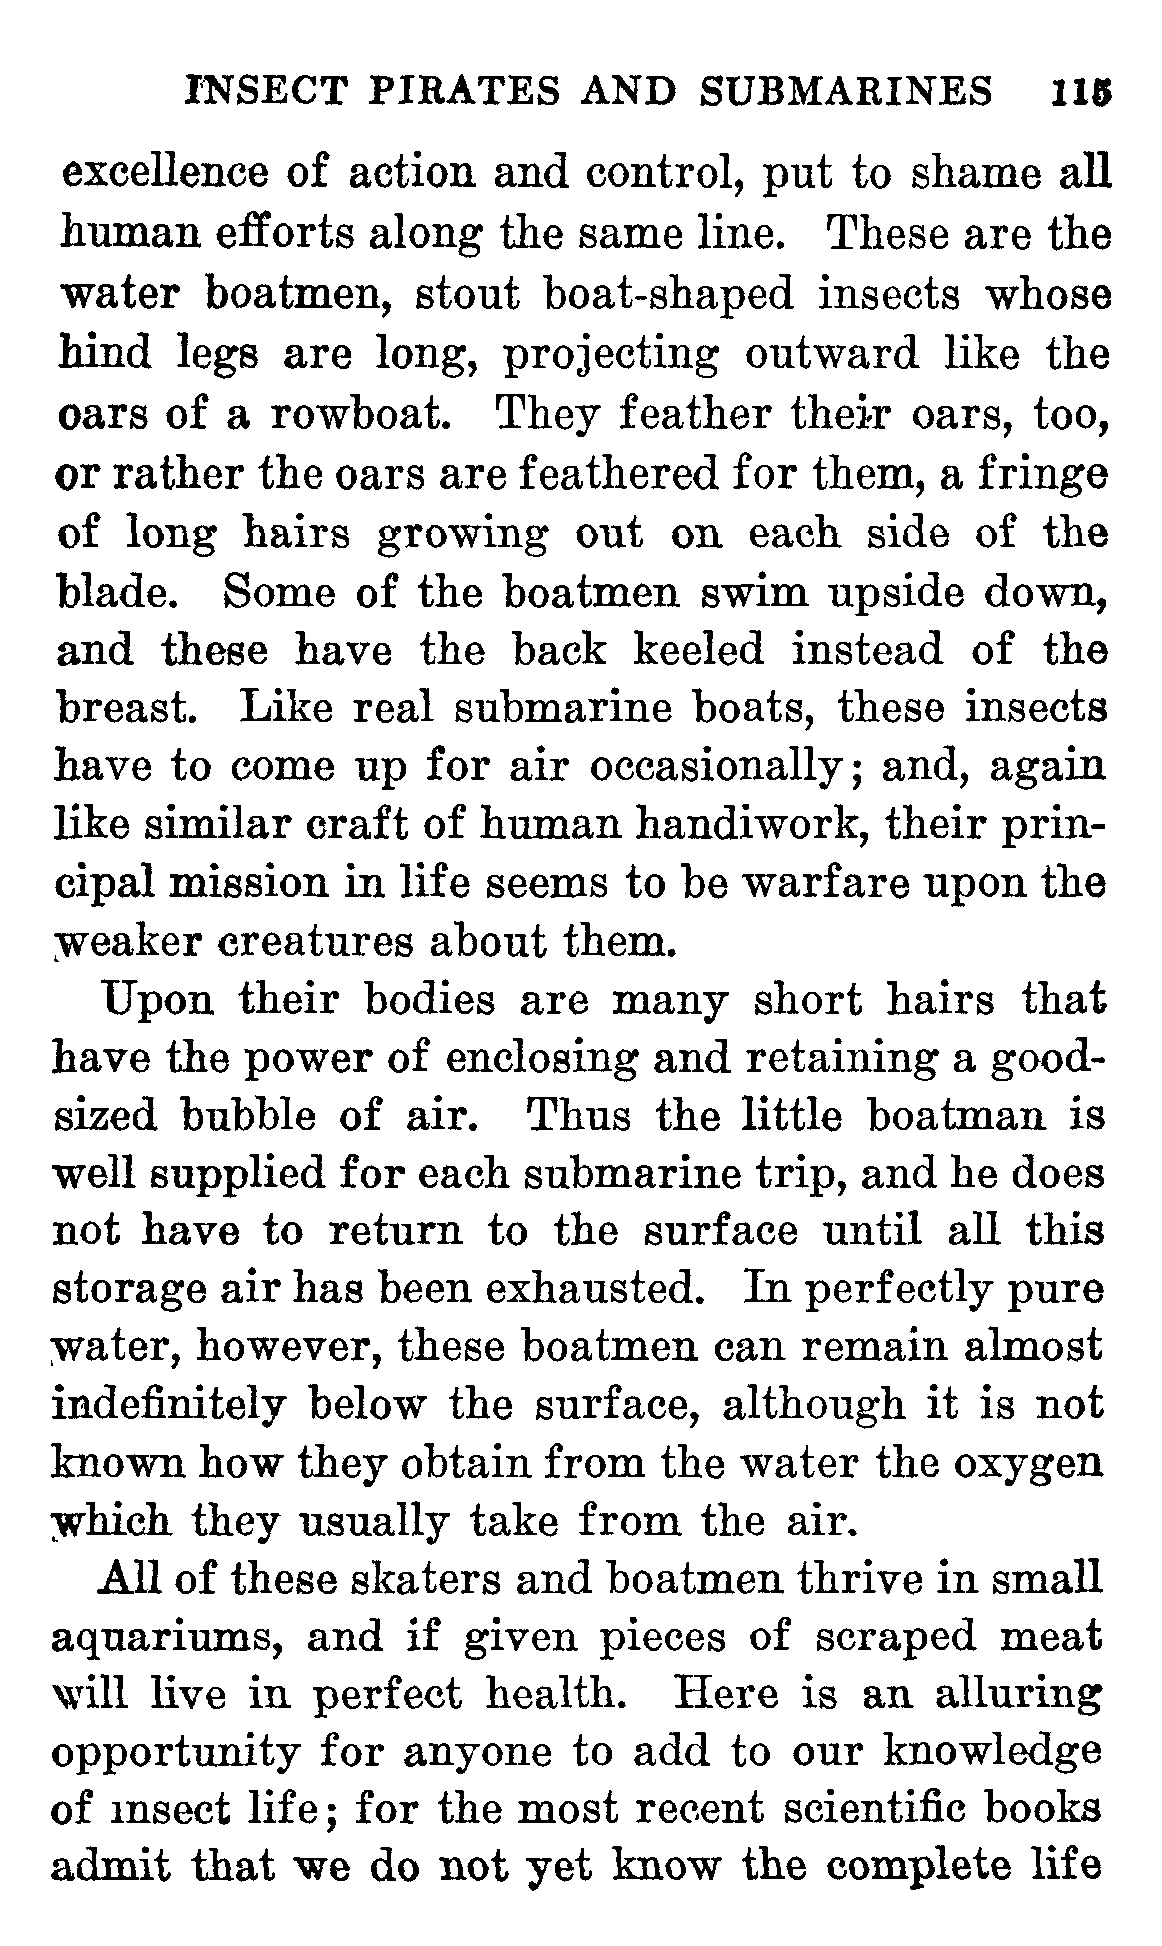 INSECT PIRATES AND SUBMARINES 115
excellence of action and control, put to shame all
human efforts along the same line. These are the
water boatmen, stout boat-shaped insects whose
hind legs are long, projecting outward like the
oars of a rowboat. They feather their oars, too,
or rather the oars are feathered for them, a fringe
of long hairs growing out on each side of the
blade. Some of the boatmen swim upside down,
and these have the back keeled instead of the
breast. Like real submarine boats, these insects
have to come up for air occasionally; and, again
like similar craft of human handiwork, their prin-
cipal mission in life seems to be warfare upon the
weaker creatures about them.
Upon their bodies are many short hairs that
have the power of enclosing and retaining a good-
sized bubble of air. Thus the little boatman is
well supplied for each submarine trip, and he does
not have to return to the surface until all this
storage air has been exhausted. In perfectly pure
water, however, these boatmen can remain almost
indefinitely below the surface, although it is not
known how they obtain from the water the oxygen
which they usually take from the air.
All of these skaters and boatmen thrive in small
aquariums, and if given pieces of scraped meat
will live in perfect health. Here is an alluring
opportunity for anyone to add to our knowledge
of insect life; for the most recent scientific books
admit that we do not yet know the complete life